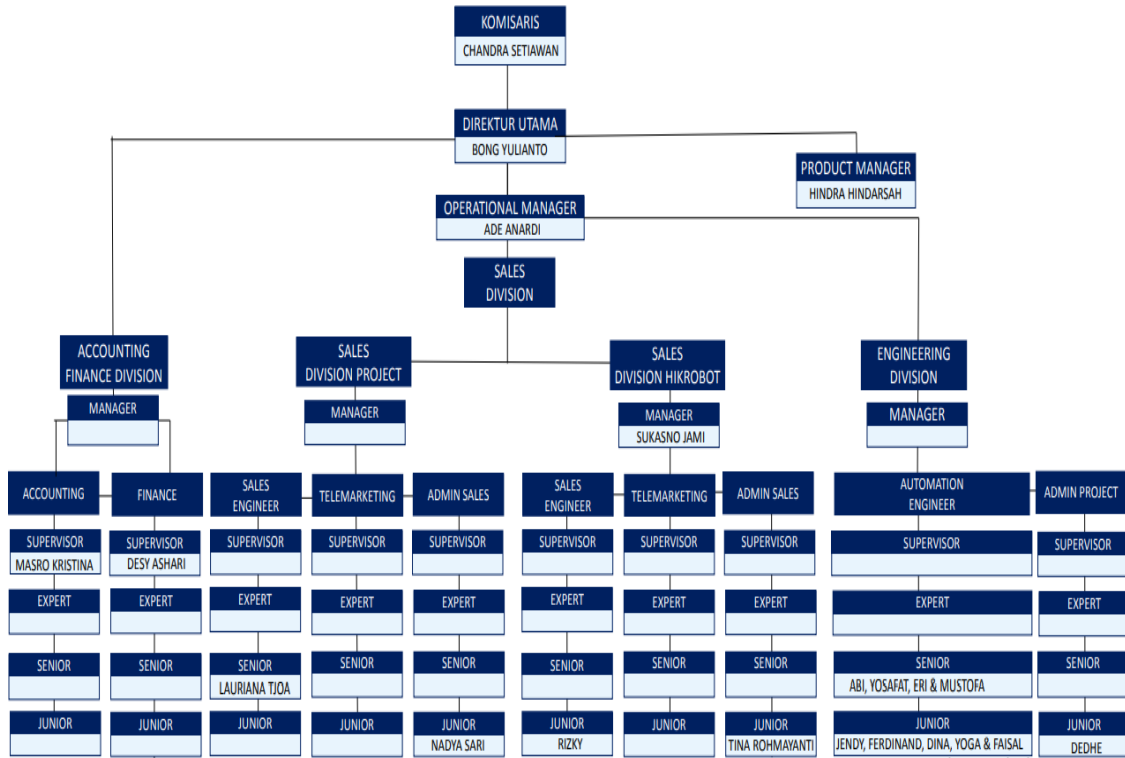 KOMISARIS
CHANDRA SETIAWAN
DIREKTUR UTAMA
BONG YULIANTO
PRODUCT MANAGER
HINDRA HINDARSAH
OPERATIONAL MANAGER
ADE ANARDI
SALES
DIVISION
ACCOUNTING
FINANCE DIVISION
MANAGER
SALES
DIVISION PROJECT
MANAGER
SALES
DIVISION HIKROBOT
MANAGER
SUKASNO JAMI
ENGINEERING
DIVISION
MANAGER
ACCOUNTING
SUPERVISOR
MASRO KRISTINA
EXPERT
SENIOR
JUNIOR
FINANCE
SUPERVISOR
DESY ASHARI
EXPERT
SENIOR
JUNIOR
SALES
ENGINEER
SUPERVISOR
EXPERT
SENIOR
LAURIANA TJOA
JUNIOR
TELEMARKETING
SUPERVISOR
EXPERT
SENIOR
JUNIOR
ADMIN SALES
SUPERVISOR
EXPERT
SENIOR
JUNIOR
NADYA SARI
SALES
ENGINEER
SUPERVISOR
EXPERT
SENIOR
JUNIOR
RIZKY
TELEMARKETING
SUPERVISOR
EXPERT
SENIOR
JUNIOR
ADMIN SALES
SUPERVISOR
EXPERT
SENIOR
JUNIOR
TINA ROHMAYANTI
AUTOMATION
ENGINEER
SUPERVISOR
EXPERT
SENIOR
ABI, YOSAFAT, ERI & MUSTOFA
JUNIOR
JENDY, FERDINAND, DINA, YOGA & FAISAL
ADMIN PROJECT
SUPERVISOR
EXPERT
SENIOR
JUNIOR
DEDHE